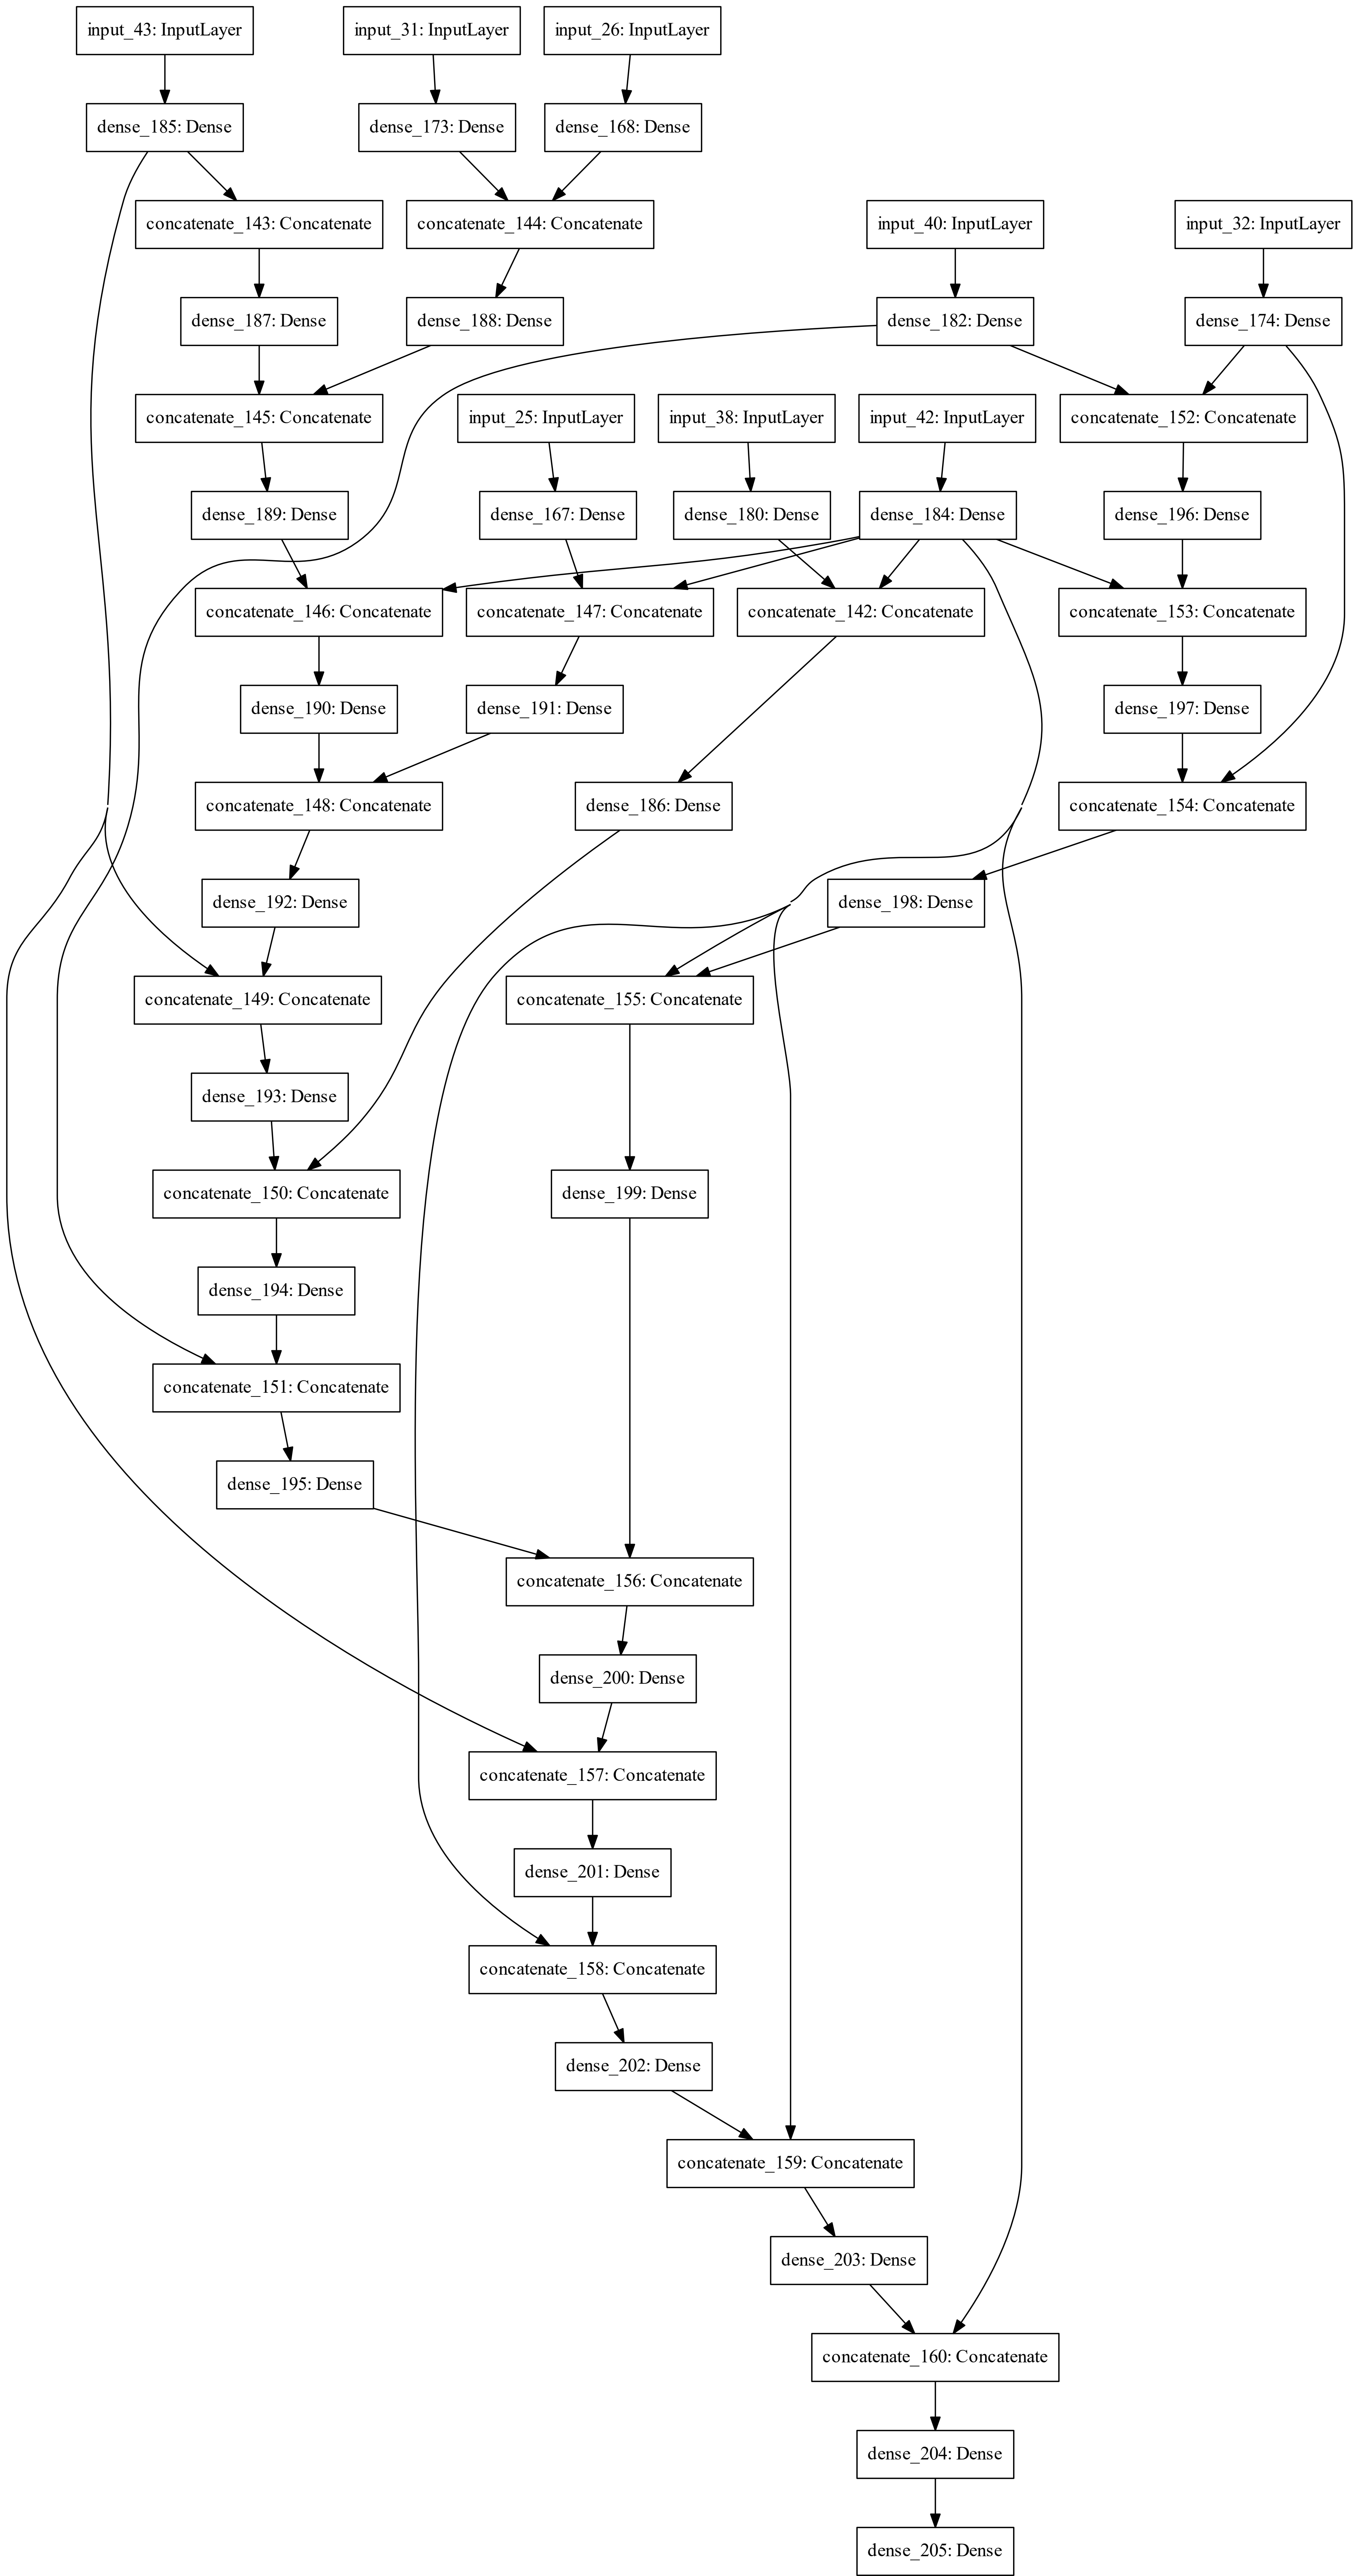 input_43: InputLayer
input_31: InputLayer
input_26: InputLayer
dense_185: Dense
dense_173: Dense
dense_168: Dense
concatenate_143: Concatenate
concatenate_144: Concatenate
input_40: InputLayer
input_32: InputLayer
dense_187: Dense
dense_188: Dense
dense_182: Dense
dense_174: Dense
concatenate_145: Concatenate
input_25: InputLayer
input_38: InputLayer
input_42: InputLayer
concatenate_152: Concatenate
dense_189: Dense
dense_167: Dense
dense_180: Dense
dense_184: Dense
dense_196: Dense
concatenate_146: Concatenate
concatenate_147: Concatenate
concatenate_142: Concatenate
concatenate_153: Concatenate
dense_190: Dense
dense_191: Dense
dense_197: Dense
concatenate_148: Concatenate
dense_186: Dense
concatenate_154: Concatenate
dense_192: Dense
dense_198: Dense
concatenate_149: Concatenate
concatenate_155: Concatenate
dense_193: Dense
concatenate_150: Concatenate
dense_199: Dense
dense_194: Dense
concatenate_151: Concatenate
dense_195: Dense
concatenate_156: Concatenate
dense_200: Dense
concatenate_157: Concatenate
dense_201: Dense
concatenate_158: Concatenate
dense_202: Dense
concatenate_159: Concatenate
dense_203: Dense
concatenate_160: Concatenate
dense_204: Dense
dense_205: Dense